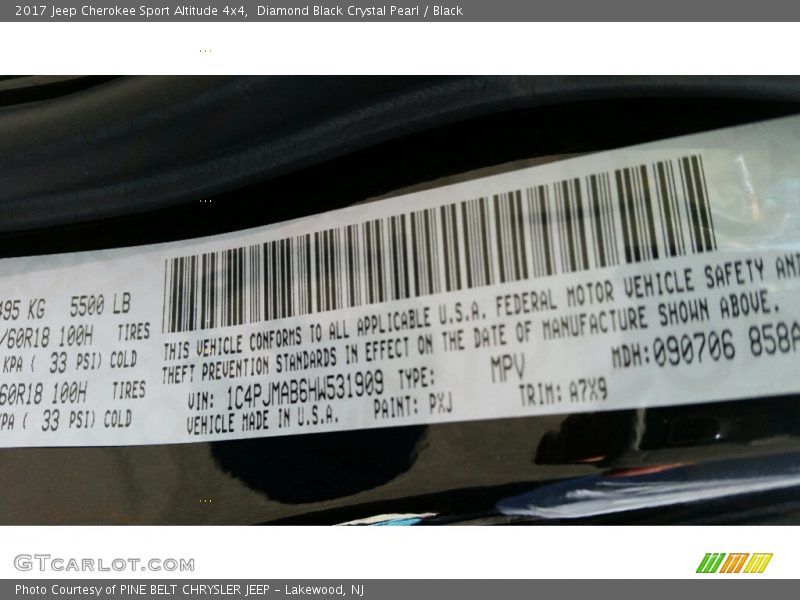 2017 Jeep Cherokee Sport Altitude 4x4,  Diamond Black Crystal Pearl / Black
495 KG 5500 LB
/60R18 100H TIRES
KPA ( 33 PSI) COLD
60R18 100H TIRES
KPA ( 33 PSI) COLD
THIS VEHICLE CONFORMS TO ALL APPLICABLE U.S.A. FEDERAL MOTOR VEHICLE SAFETY AND
THEFT PREVENTION STANDARDS IN EFFECT ON THE DATE OF MANUFACTURE SHOWN ABOVE.
VIN: 1C4PJMAB6HW531909 TYPE: MPV MDH:090706 858A
VEHICLE MADE IN U.S.A. PAINT: PXJ TRIM: A7X9
GTCARLOT.COM
Photo Courtesy of PINE BELT CHRYSLER JEEP - Lakewood, NJ